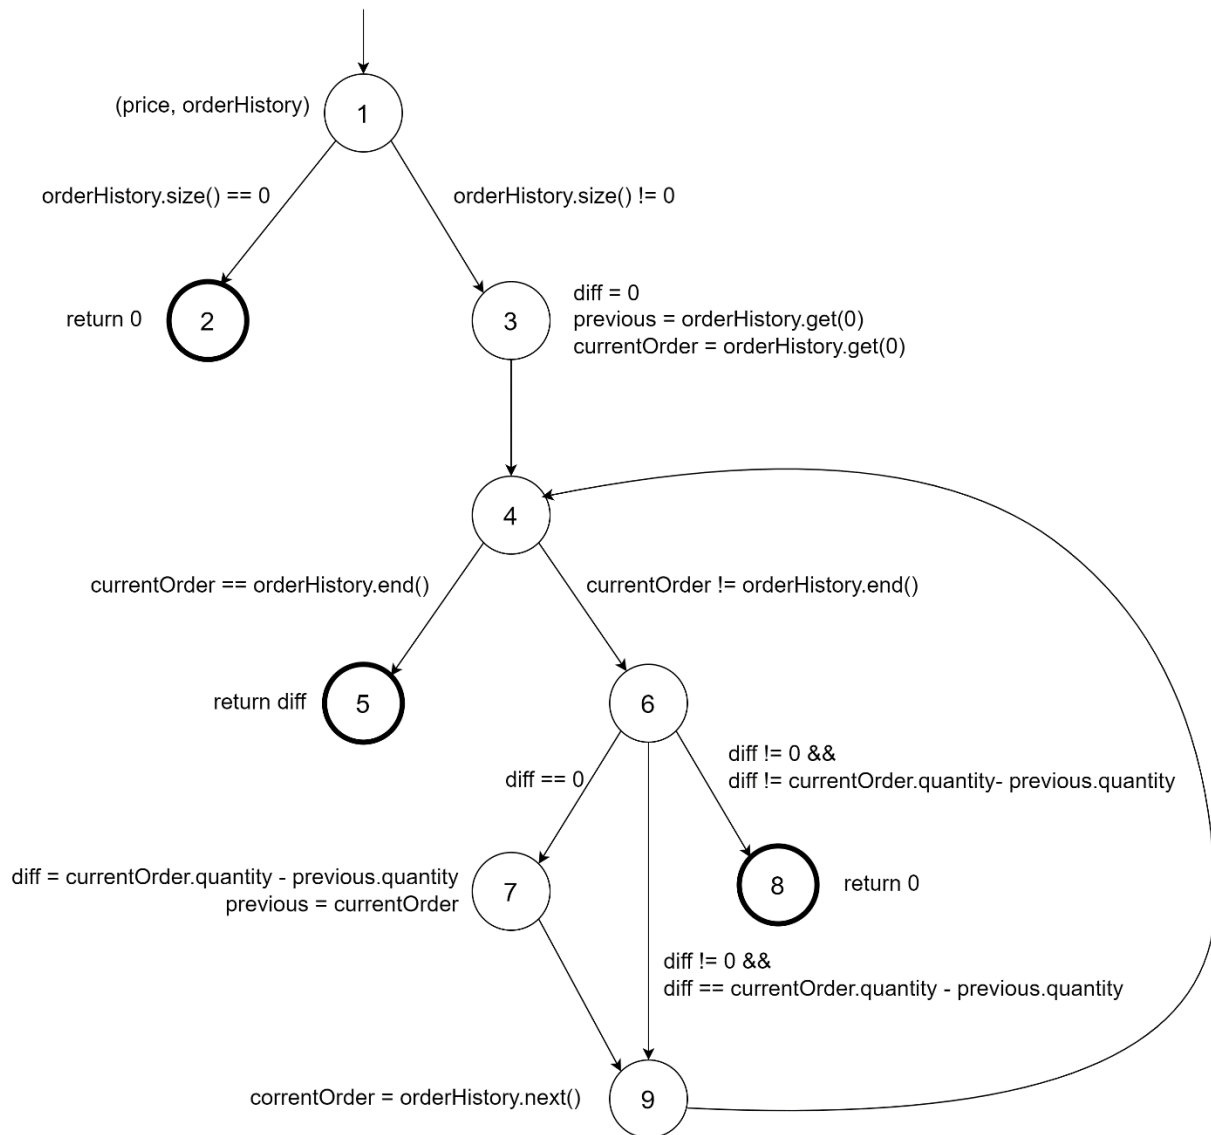 (price, orderHistory)
1
orderHistory.size() == 0
orderHistory.size() != 0
return 0
2
3
diff = 0
previous = orderHistory.get(0)
currentOrder = orderHistory.get(0)
4
currentOrder == orderHistory.end()
currentOrder != orderHistory.end()
return diff
5
6
diff == 0
diff != 0 &&
diff != currentOrder.quantity- previous.quantity
diff = currentOrder.quantity - previous.quantity
previous = currentOrder
7
8
return 0
diff != 0 &&
diff == currentOrder.quantity - previous.quantity
correntOrder = orderHistory.next()
9